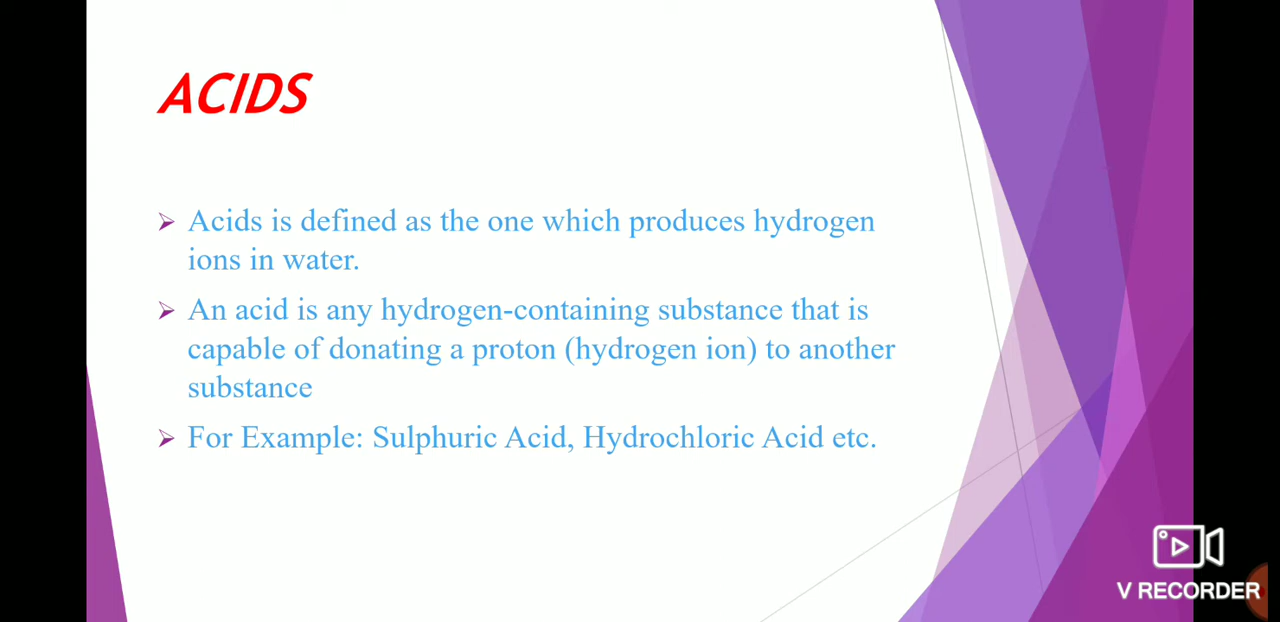 ACIDS
Acids is defined as the one which produces hydrogen
ions in water.
An acid is any hydrogen-containing substance that is
capable of donating a proton (hydrogen ion) to another
substance
For Example: Sulphuric Acid, Hydrochloric Acid etc.
V RECORDER